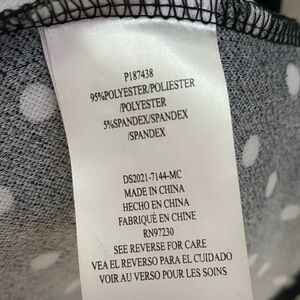 P187438
95%POLYESTER/POLIESTER
/POLYESTER
5%SPANDEX/SPANDEX
/SPANDEX
DS2021-7144-MC
MADE IN CHINA
HECHO EN CHINA
FABRIQUÉ EN CHINE
RN97230
SEE REVERSE FOR CARE
VEA EL REVERSO PARA EL CUIDADO
VOIR AU VERSO POUR LES SOINS